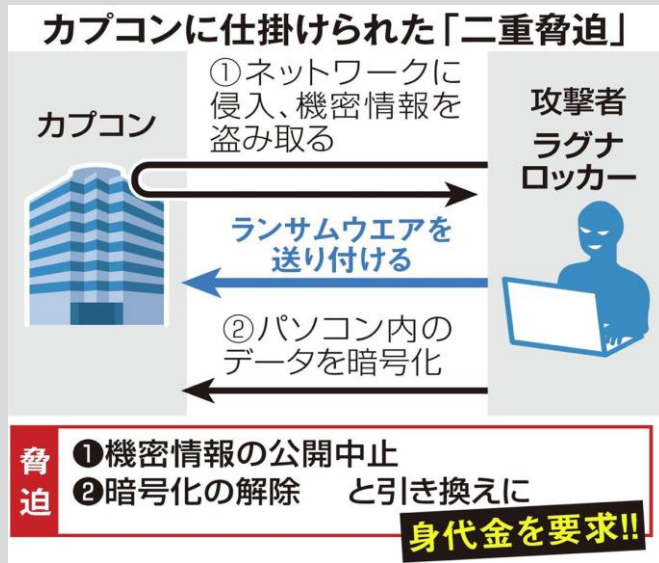 カプコンに仕掛けられた「二重脅迫」
カプコン
①ネットワークに
侵入、機密情報を
盗み取る
攻撃者
ラグナ
ロッカー
ランサムウエアを
送り付ける
②パソコン内の
データを暗号化
脅迫
❶機密情報の公開中止
❷暗号化の解除 と引き換えに
身代金を要求!!